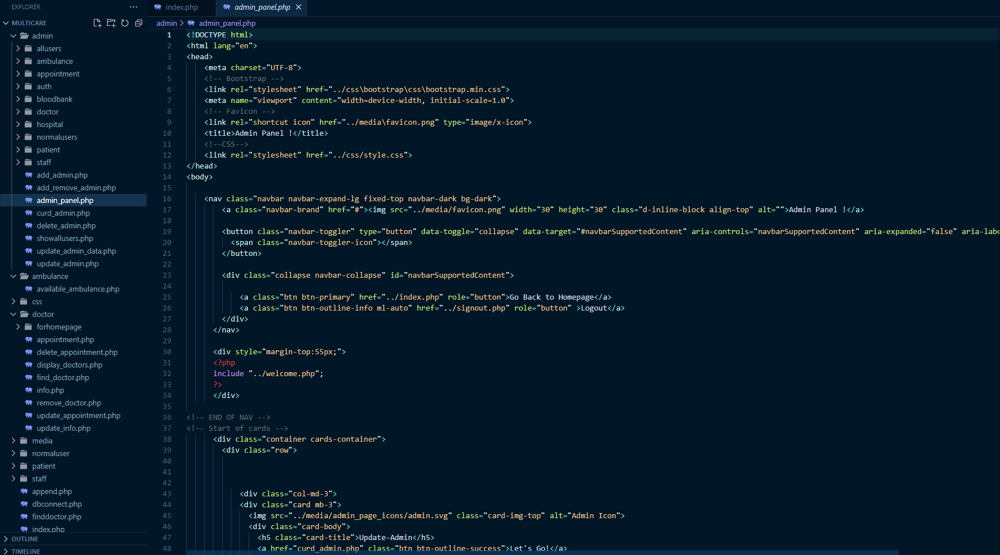 EXPLORER
MULTICARE
admin
allusers
ambulance
appointment
auth
bloodbank
doctor
hospital
normalusers
patient
staff
add_admin.php
add_remove_admin.php
admin_panel.php
curd_admin.php
delete_admin.php
showallusers.php
update_admin_data.php
update_admin.php
ambulance
available_ambulance.php
css
doctor
forhomepage
appointment.php
delete_appointment.php
display_doctors.php
find_doctor.php
info.php
remove_doctor.php
update_appointment.php
update_info.php
media
normaluser
patient
staff
append.php
dbconnect.php
finddoctor.php
index.php
OUTLINE
TIMELINE
index.php admin_panel.php
admin > admin_panel.php
1 <!DOCTYPE html>
2 <html lang="en">
3 <head>
4 <meta charset="UTF-8">
5 <!-- Bootstrap -->
6 <link rel="stylesheet" href="../css\bootstrap\css\bootstrap.min.css">
7 <meta name="viewport" content="width=device-width, initial-scale=1.0">
8 <!-- Favicon -->
9 <link rel="shortcut icon" href="../media\favicon.png" type="image/x-icon">
10 <title>Admin Panel !</title>
11 <!--CSS-->
12 <link rel="stylesheet" href="../css/style.css">
13 </head>
14 <body>
15
16 <nav class="navbar navbar-expand-lg fixed-top navbar-dark bg-dark">
17 <a class="navbar-brand" href="#"><img src="../media/favicon.png" width="30" height="30" class="d-inline-block align-top" alt="">Admin Panel !</a>
18
19 <button class="navbar-toggler" type="button" data-toggle="collapse" data-target="#navbarSupportedContent" aria-controls="navbarSupportedContent" aria-expanded="false" aria-labe
20 <span class="navbar-toggler-icon"></span>
21 </button>
22
23 <div class="collapse navbar-collapse" id="navbarSupportedContent">
24
25 <a class="btn btn-primary" href="../index.php" role="button">Go Back to Homepage</a>
26 <a class="btn btn-outline-info ml-auto" href="../signout.php" role="button" >Logout</a>
27 </div>
28 </nav>
29
30 <div style="margin-top:55px;">
31 <?php
32 include "../welcome.php";
33 ?>
34 </div>
35
36 <!-- END OF NAV -->
37 <!-- Start of cards -->
38 <div class="container cards-container">
39 <div class="row">
40
41
42
43 <div class="col-md-3">
44 <div class="card mb-3">
45 <img src="../media/admin_page_icons/admin.svg" class="card-img-top" alt="Admin Icon">
46 <div class="card-body">
47 <h5 class="card-title">Update-Admin</h5>
48 <a href="curd_admin.php" class="btn btn-outline-success">Let's Go!</a>